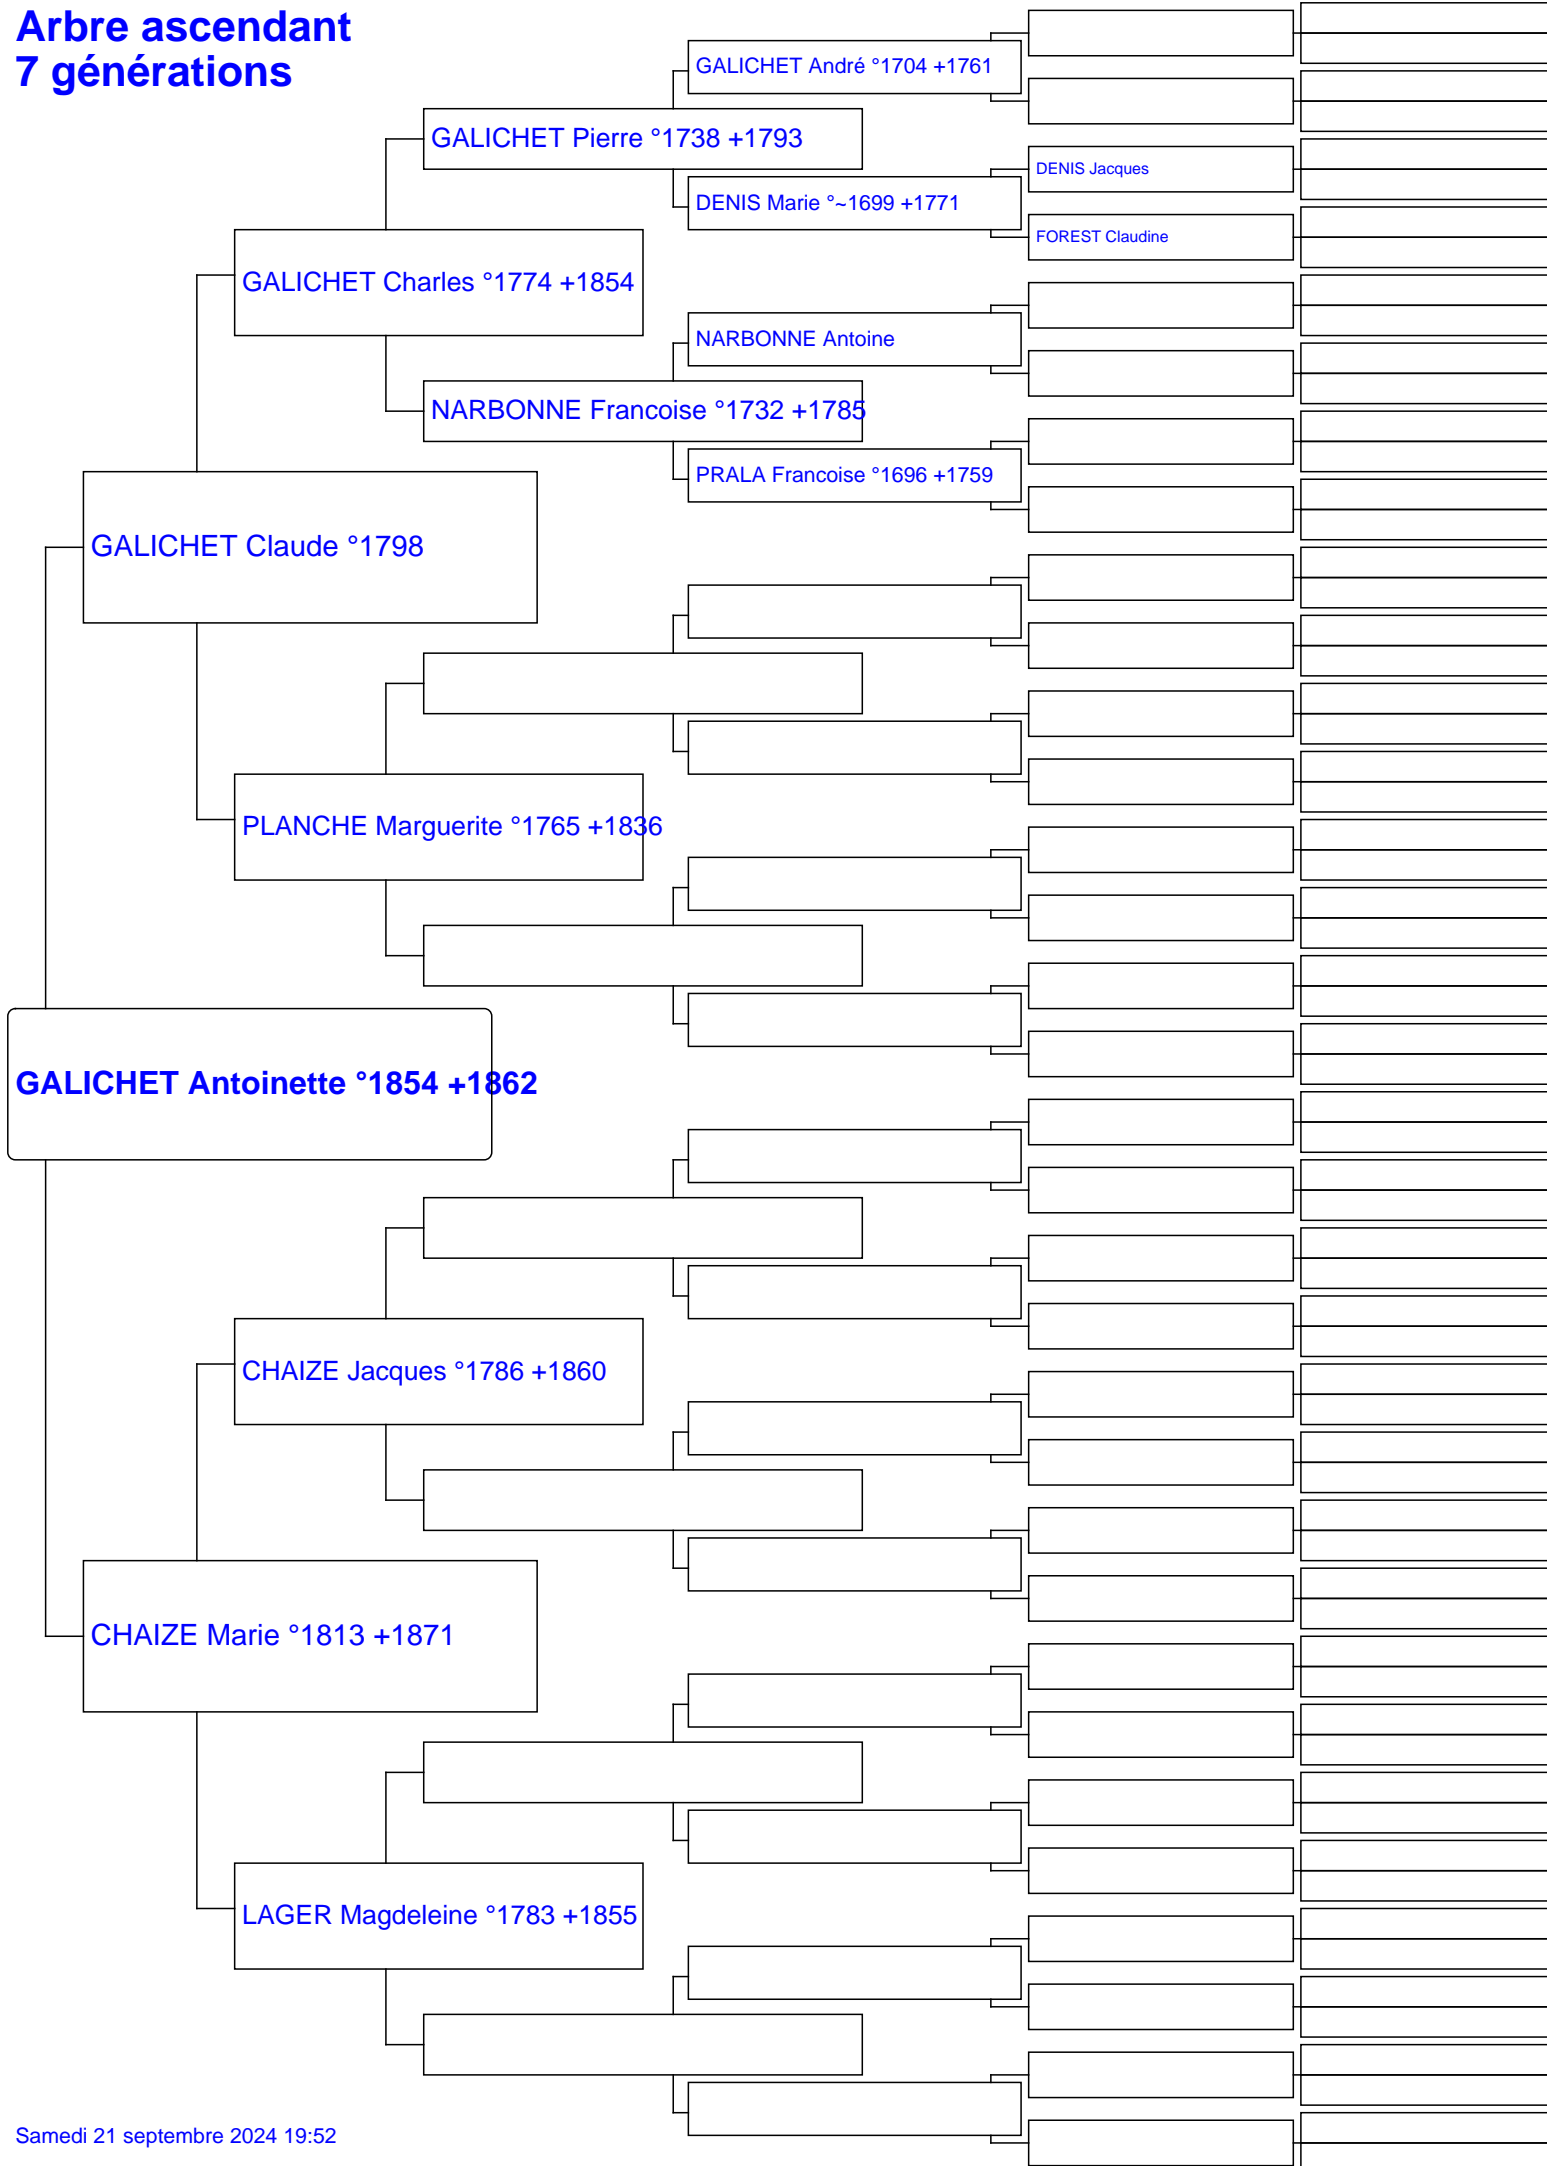 Arbre ascendant
7 générations
GALICHET André °1704 +1761
GALICHET Pierre °1738 +1793
DENIS Jacques
DENIS Marie °~1699 +1771
FOREST Claudine
GALICHET Charles °1774 +1854
NARBONNE Antoine
NARBONNE Francoise °1732 +1785
PRALA Francoise °1696 +1759
GALICHET Claude °1798
PLANCHE Marguerite °1765 +1836
GALICHET Antoinette °1854 +1862
CHAIZE Jacques °1786 +1860
CHAIZE Marie °1813 +1871
LAGER Magdeleine °1783 +1855
Samedi 21 septembre 2024 19:52